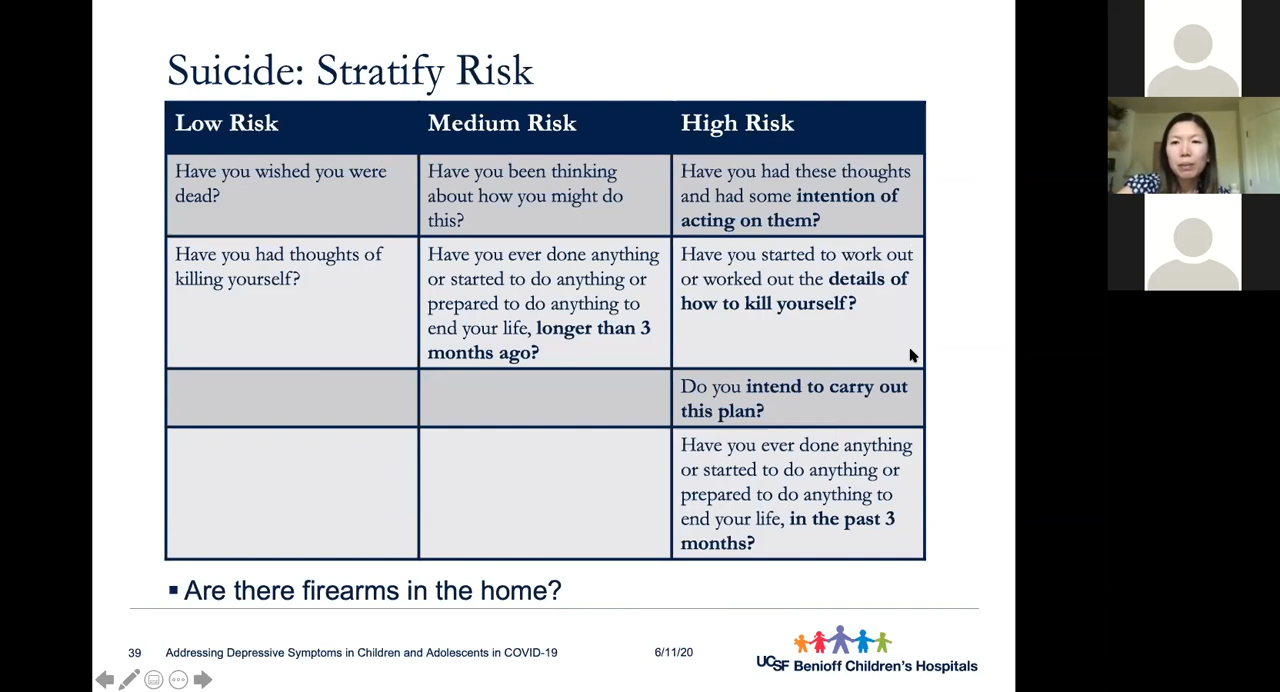 Suicide: Stratify Risk
Low Risk
Medium Risk
High Risk
Have you wished you were
dead?
Have you been thinking
about how you might do
this?
Have you had these thoughts
and had some intention of
acting on them?
Have you had thoughts of
killing yourself?
Have you ever done anything
or started to do anything or
prepared to do anything to
end your life, longer than 3
months ago?
Have you started to work out
or worked out the details of
how to kill yourself?
Do you intend to carry out
this plan?
Have you ever done anything
or started to do anything or
prepared to do anything to
end your life, in the past 3
months?
▪ Are there firearms in the home?
39 Addressing Depressive Symptoms in Children and Adolescents in COVID-19 6/11/20
UCSF Benioff Children's Hospitals